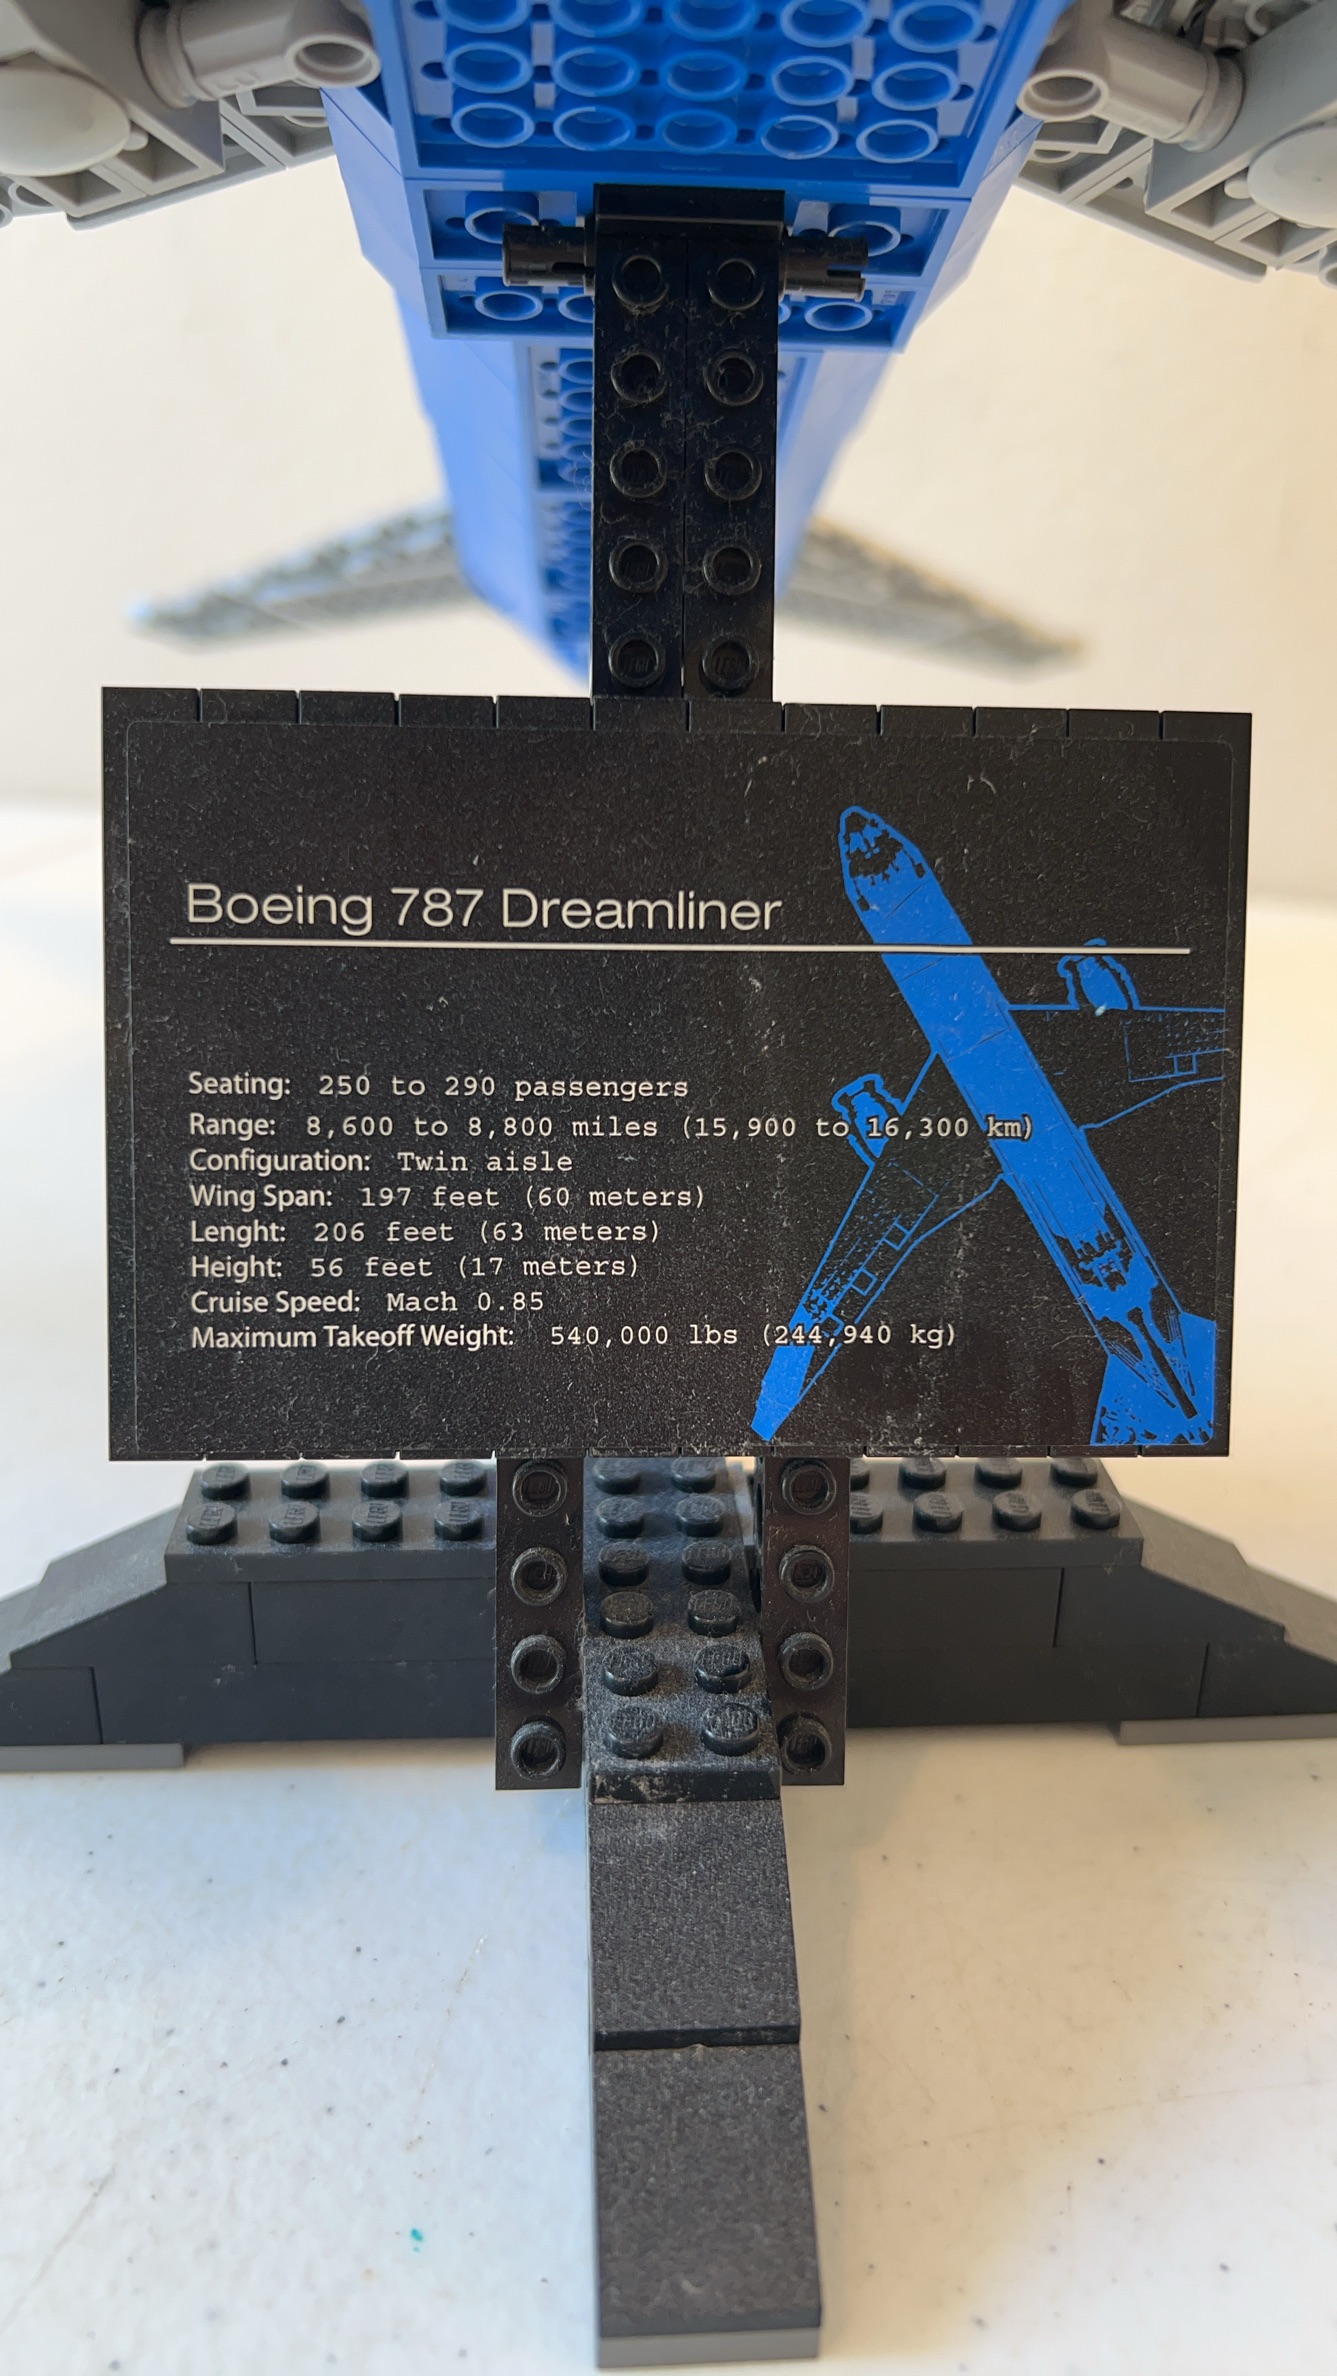 Boeing 787 Dreamliner
Seating: 250 to 290 passengers
Range: 8,600 to 8,800 miles (15,900 to 16,300 km)
Configuration: Twin aisle
Wing Span: 197 feet (60 meters)
Lenght: 206 feet (63 meters)
Height: 56 feet (17 meters)
Cruise Speed: Mach 0.85
Maximum Takeoff Weight: 540,000 lbs (244,940 kg)